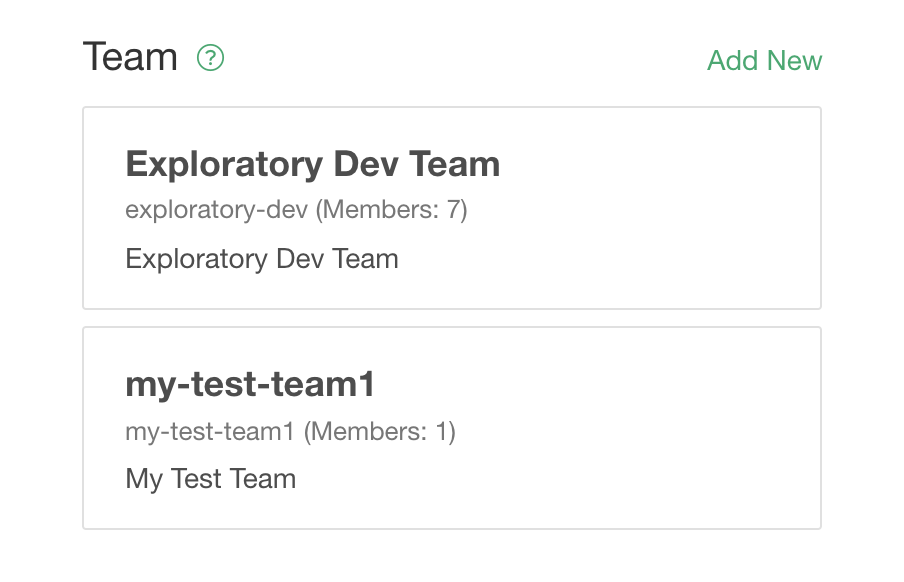 Team ?
Add New
Exploratory Dev Team
exploratory-dev (Members: 7)
Exploratory Dev Team
my-test-team1
my-test-team1 (Members: 1)
My Test Team